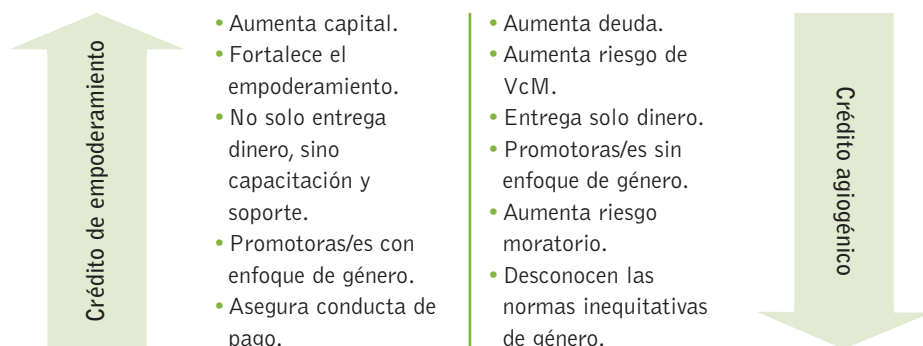 Crédito de empoderamiento
• Aumenta capital.
• Fortalece el
empoderamiento.
• No solo entrega
dinero, sino
capacitación y
soporte.
• Promotoras/es con
enfoque de género.
• Asegura conducta de
pago.
• Aumenta deuda.
• Aumenta riesgo de
VcM.
• Entrega solo dinero.
• Promotoras/es sin
enfoque de género.
• Aumenta riesgo
moratorio.
• Desconocen las
normas inequitativas
de género.
Crédito agiogénico